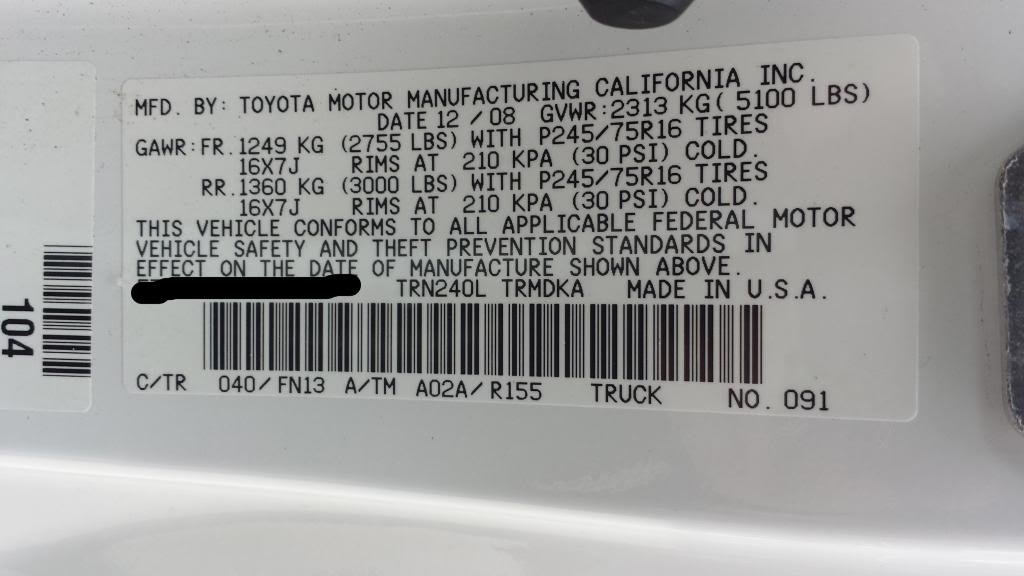 MFD. BY: TOYOTA MOTOR MANUFACTURING CALIFORNIA INC.
DATE 12 /08 GVWR:2313 KG( 5100 LBS)
GAWR:FR.1249 KG (2755 LBS) WITH P245/75R16 TIRES
16X7J RIMS AT 210 KPA (30 PSI) COLD.
RR.1360 KG (3000 LBS) WITH P245/75R16 TIRES
16X7J RIMS AT 210 KPA (30 PSI) COLD.
THIS VEHICLE CONFORMS TO ALL APPLICABLE FEDERAL MOTOR
VEHICLE SAFETY AND THEFT PREVENTION STANDARDS IN
EFFECT ON THE DATE OF MANUFACTURE SHOWN ABOVE.
TRN240L TRMDKA MADE IN U.S.A.
C/TR 040/FN13 A/TM A02A/R155 TRUCK NO. 091
104